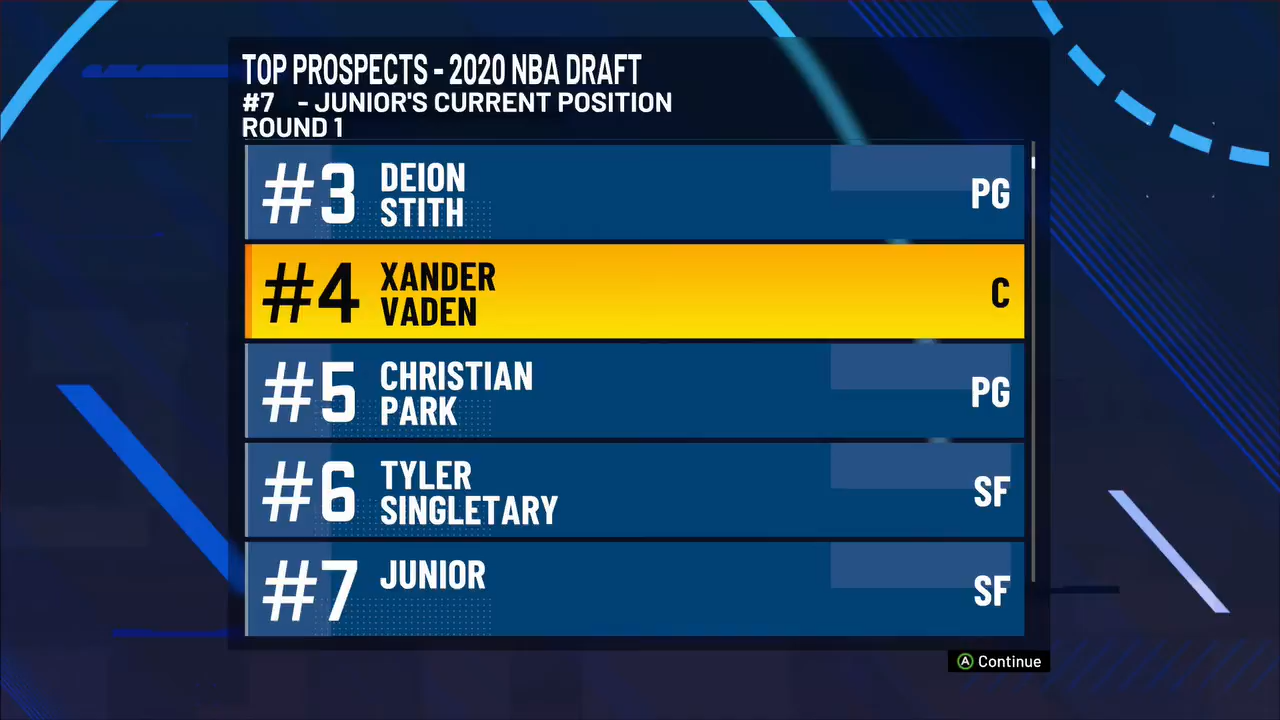 TOP PROSPECTS - 2020 NBA DRAFT
#7 - JUNIOR'S CURRENT POSITION
ROUND 1
#3 DEION STITH PG
#4 XANDER VADEN C
#5 CHRISTIAN PARK PG
#6 TYLER SINGLETARY SF
#7 JUNIOR SF
A Continue